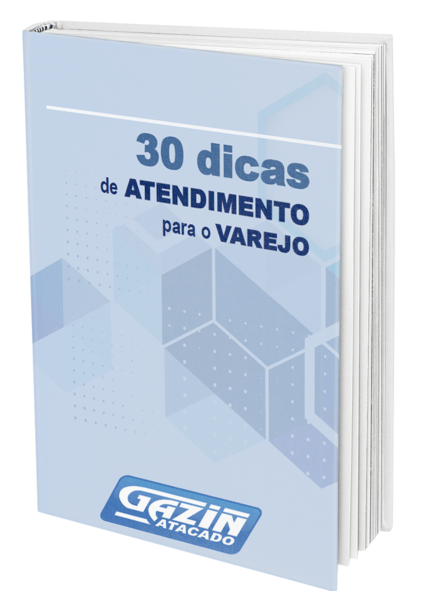 30 dicas
de ATENDIMENTO
para o VAREJO
GAZIN
ATACADO